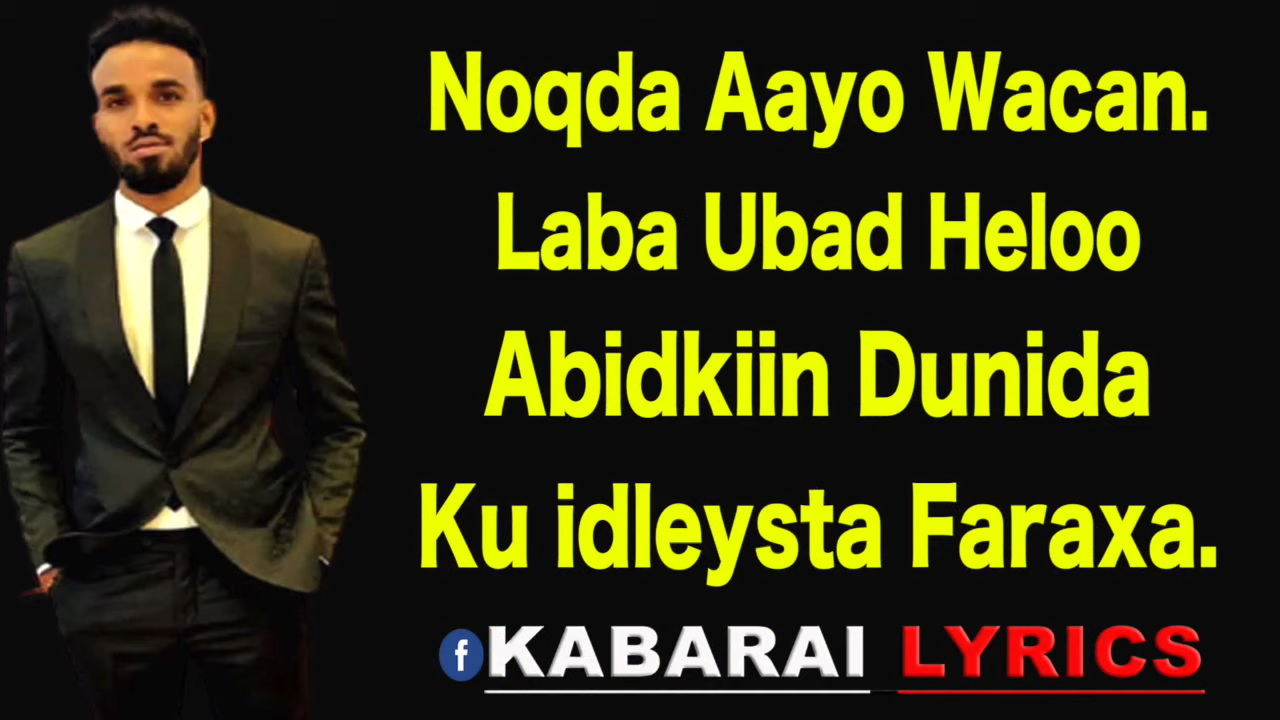 Noqda Aayo Wacan.
Laba Ubad Heloo
Abidkiin Dunida
Ku idleysta Faraxa.
f KABARAI LYRICS